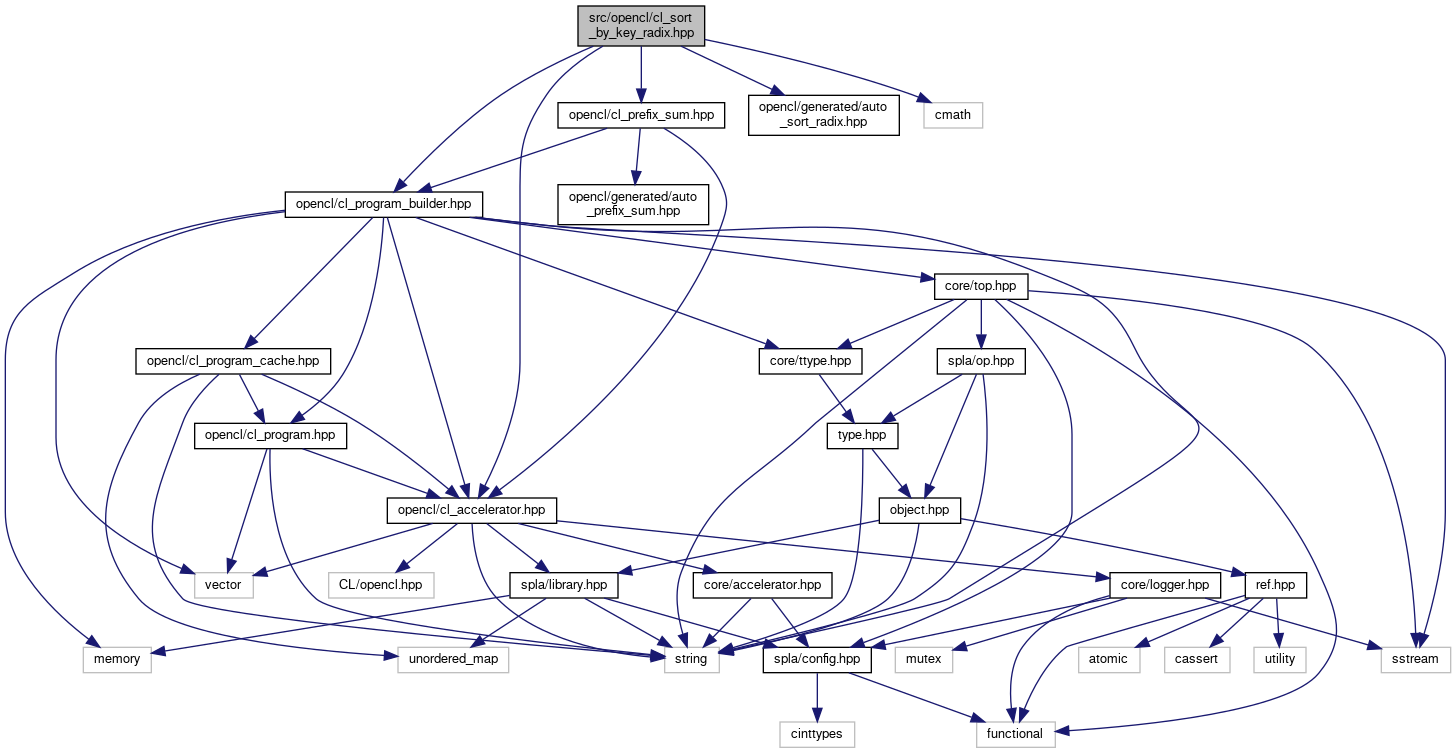 src/opencl/cl_sort
_by_key_radix.hpp
opencl/cl_prefix_sum.hpp
opencl/generated/auto
_sort_radix.hpp
cmath
opencl/cl_program_builder.hpp
opencl/generated/auto
_prefix_sum.hpp
core/top.hpp
opencl/cl_program_cache.hpp
core/ttype.hpp
spla/op.hpp
opencl/cl_program.hpp
type.hpp
opencl/cl_accelerator.hpp
object.hpp
vector
CL/opencl.hpp
spla/library.hpp
core/accelerator.hpp
core/logger.hpp
ref.hpp
memory
unordered_map
string
spla/config.hpp
mutex
atomic
cassert
utility
sstream
cinttypes
functional